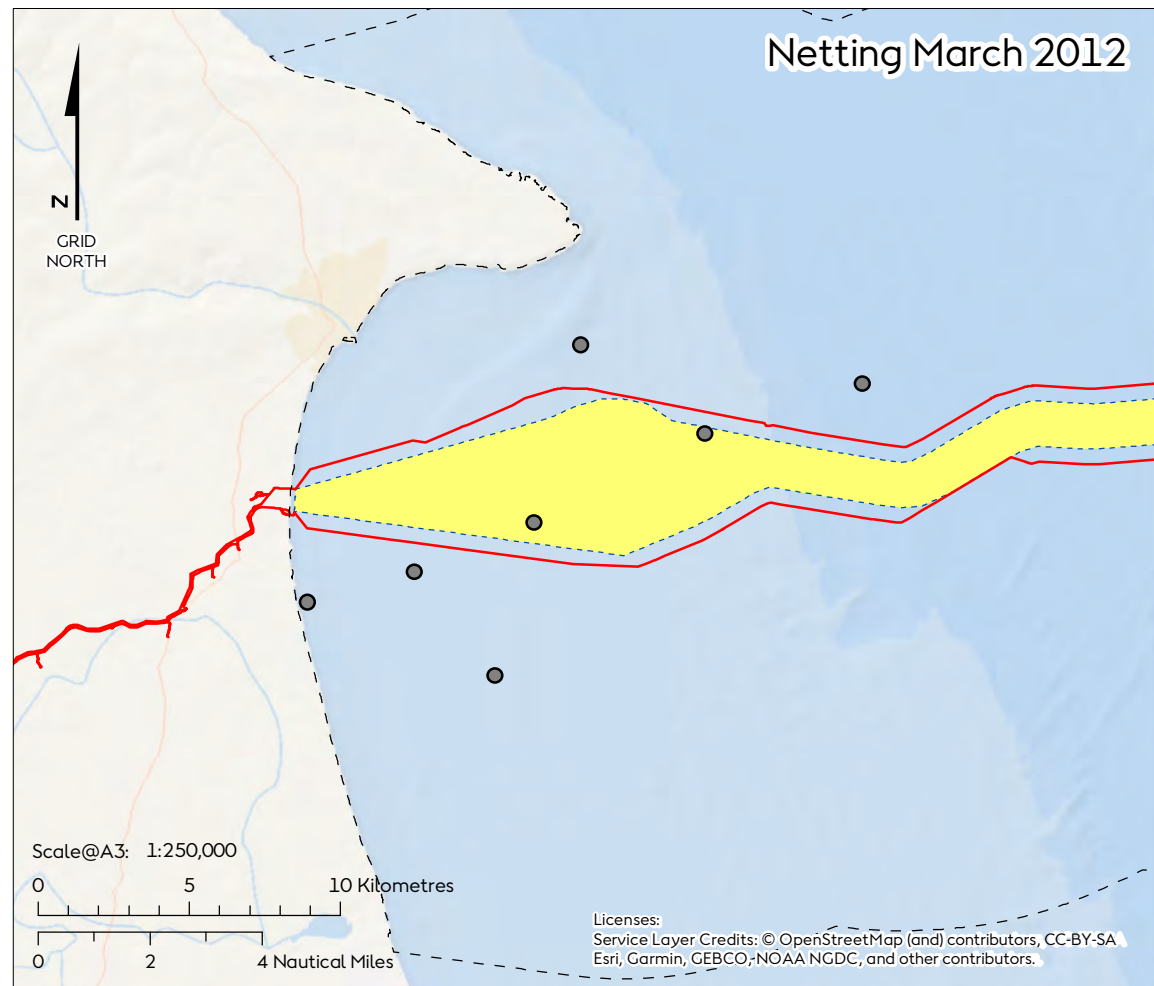 Netting March 2012
N
GRID
NORTH
Scale@A3: 1:250,000
0 5 10 Kilometres
0 2 4 Nautical Miles
Licenses:
Service Layer Credits: © OpenStreetMap (and) contributors, CC-BY-SA
Esri, Garmin, GEBCO, NOAA NGDC, and other contributors.